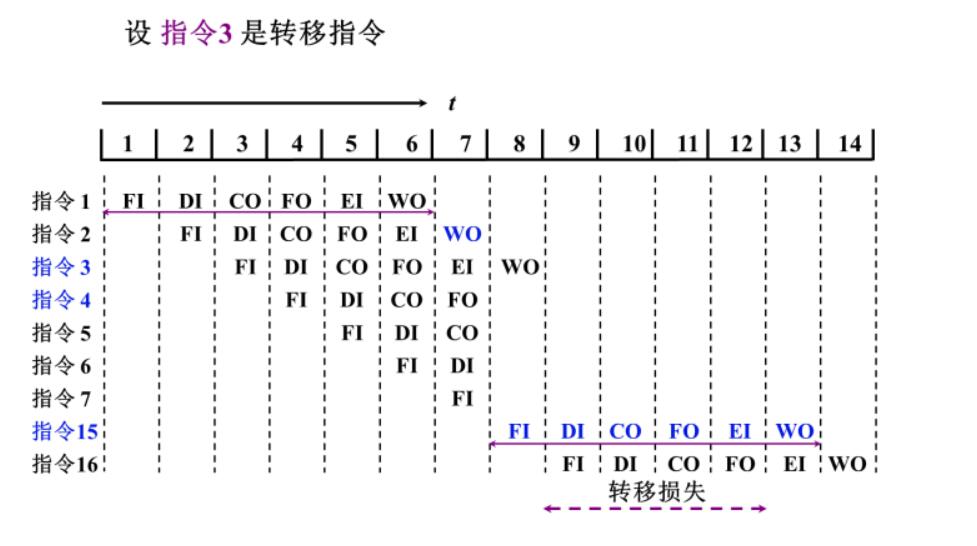 设 指令3 是转移指令
t
1 2 3 4 5 6 7 8 9 10 11 12 13 14
指令 1 FI DI CO FO EI WO
指令 2 FI DI CO FO EI WO
指令 3 FI DI CO FO EI WO
指令 4 FI DI CO FO
指令 5 FI DI CO
指令 6 FI DI
指令 7 FI
指令15 FI DI CO FO EI WO
指令16 FI DI CO FO EI WO
转移损失